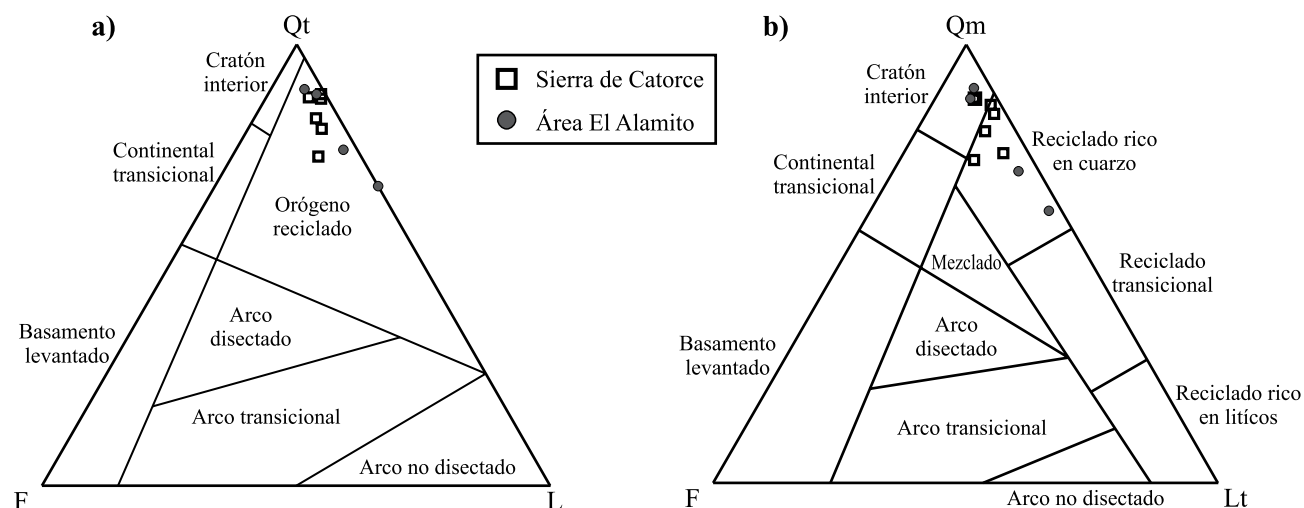 a)
Qt
Cratón
interior
Continental
transicional
Orógeno
reciclado
Basamento
levantado
Arco
disectado
Arco transicional
Arco no disectado
F
L
Sierra de Catorce
Área El Alamito
b)
Qm
Cratón
interior
Reciclado rico
en cuarzo
Continental
transicional
Mezclado
Reciclado
transicional
Basamento
levantado
Arco
disectado
Reciclado rico
en litícos
Arco transicional
Arco no disectado
F
Lt